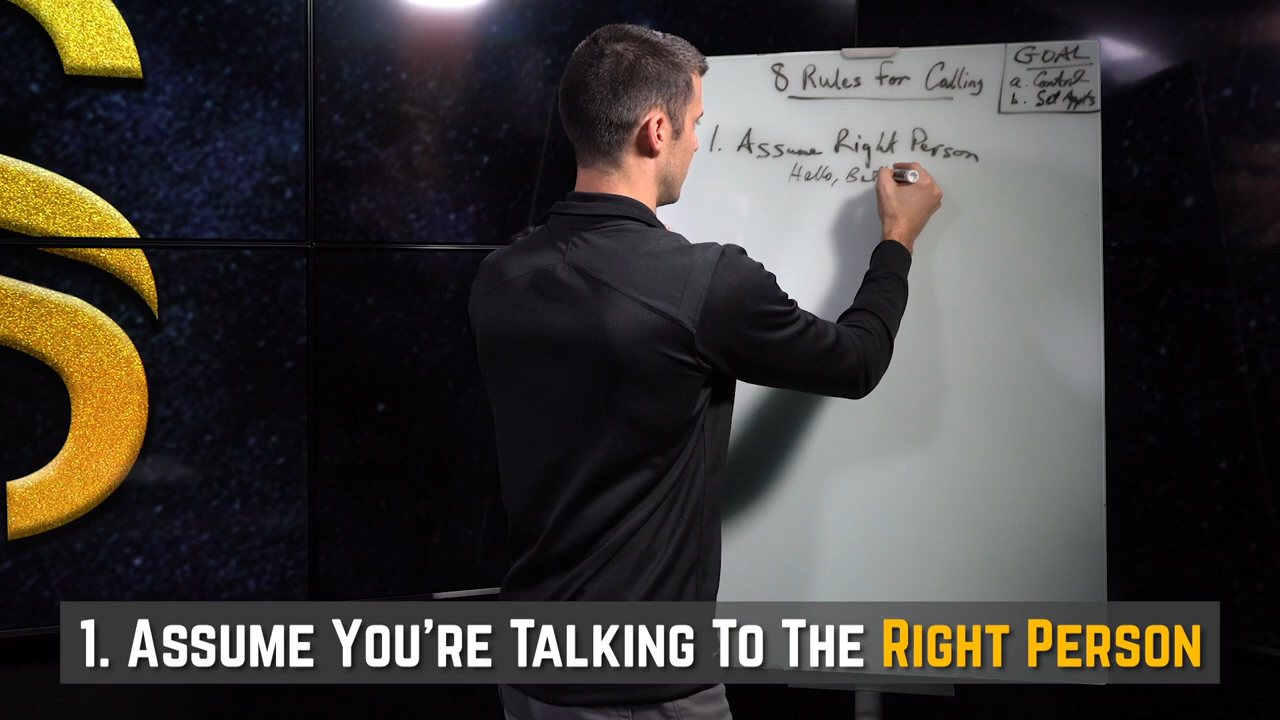 8 Rules for Calling
GOAL
a. Control
b. Set Appts
1. Assume Right Person
Hello,
1. ASSUME YOU'RE TALKING TO THE RIGHT PERSON